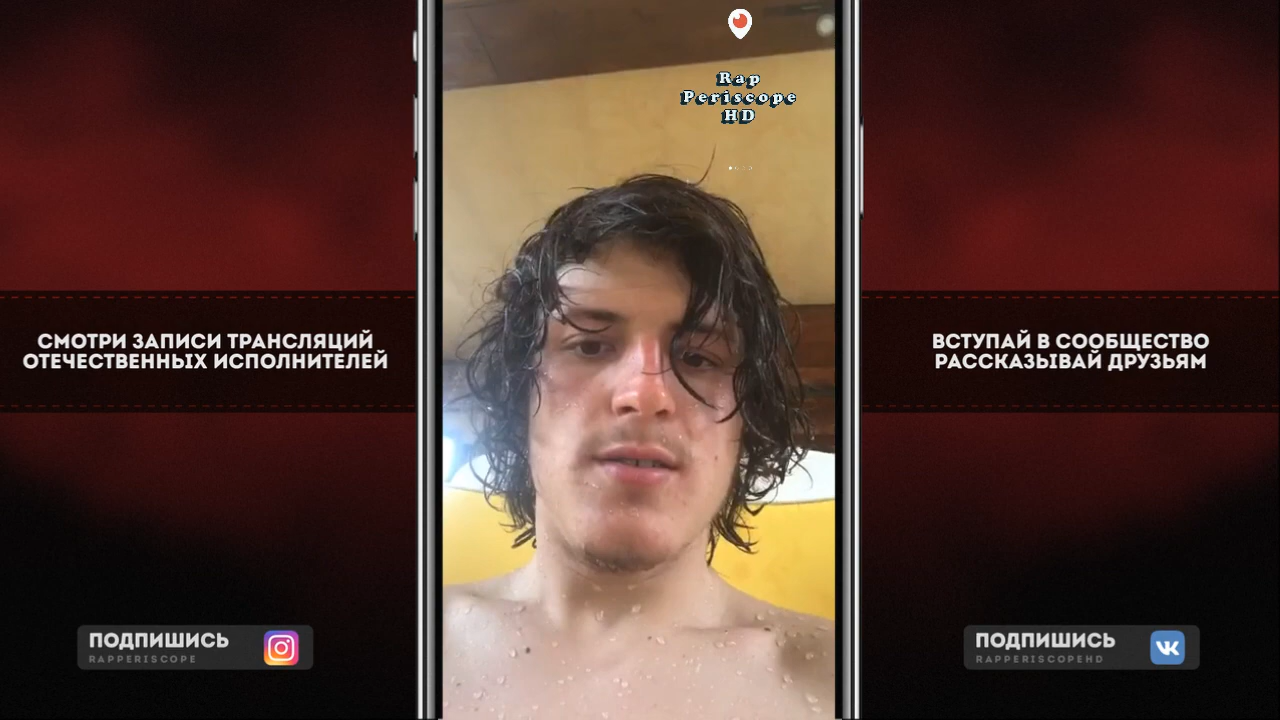 Rap
Periscope
HD
СМОТРИ ЗАПИСИ ТРАНСЛЯЦИЙ
ОТЕЧЕСТВЕННЫХ ИСПОЛНИТЕЛЕЙ
ВСТУПАЙ В СООБЩЕСТВО
РАССКАЗЫВАЙ ДРУЗЬЯМ
ПОДПИШИСЬ
RAPPERISCOPE
ПОДПИШИСЬ
RAPPERISCOPEHD